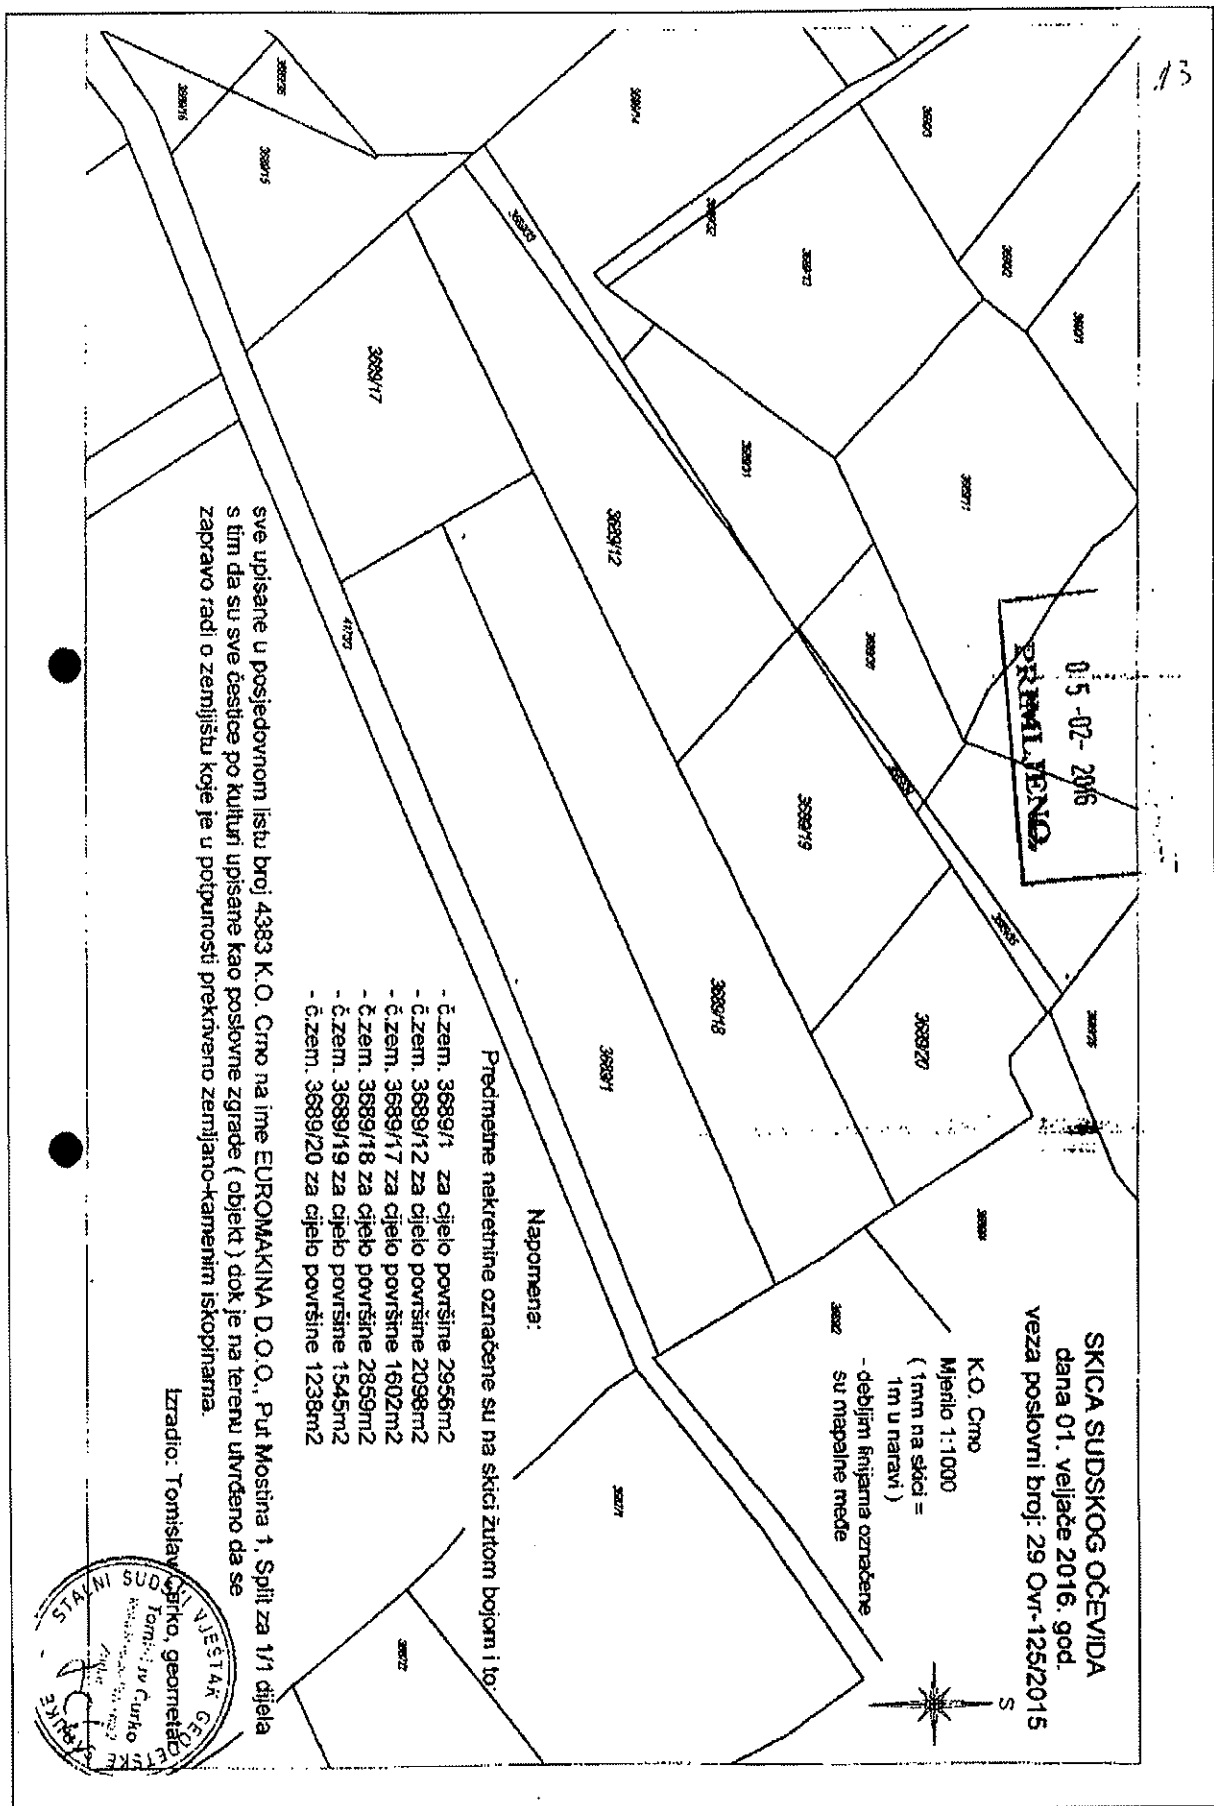 13
SKICA SUDSKOG OČEVIDA
dana 01. veljače 2016. god.
veza poslovni broj: 29 Ovr-125/2015
S
K.O. Crno
Mjerilo 1:1000
( 1mm na skici =
1m u naravi )
- debljim linijama označene
su mapalne međe
05 -02- 2016
PRIMLJENO
3689/17
3689/12
3689/19
3689/20
3689/18
3689/1
Napomena:
Predmetne nekretnine označene su na skici žutom bojom i to:
- č.zem. 3689/1 za cijelo površine 2956m2
- č.zem. 3689/12 za cijelo površine 2098m2
- č.zem. 3689/17 za cijelo površine 1602m2
- č.zem. 3689/18 za cijelo površine 2859m2
- č.zem. 3689/19 za cijelo površine 1545m2
- č.zem. 3689/20 za cijelo površine 1238m2
sve upisane u posjedovnom listu broj 4383 K.O. Crno na ime EUROMAKINA D.O.O., Put Mostina 1, Split za 1/1 dijela
s tim da su sve čestice po kulturi upisane kao poslovne zgrade ( objekt ) dok je na terenu utvrđeno da se
zapravo radi o zemljištu koje je u potpunosti prekriveno zemljano-kamenim iskopinama.
Izradio: Tomislav Ćurko, geometar
STALNI SUDSKI VJEŠTAK GEODETSKE STRUKE
Tomislav Ćurko